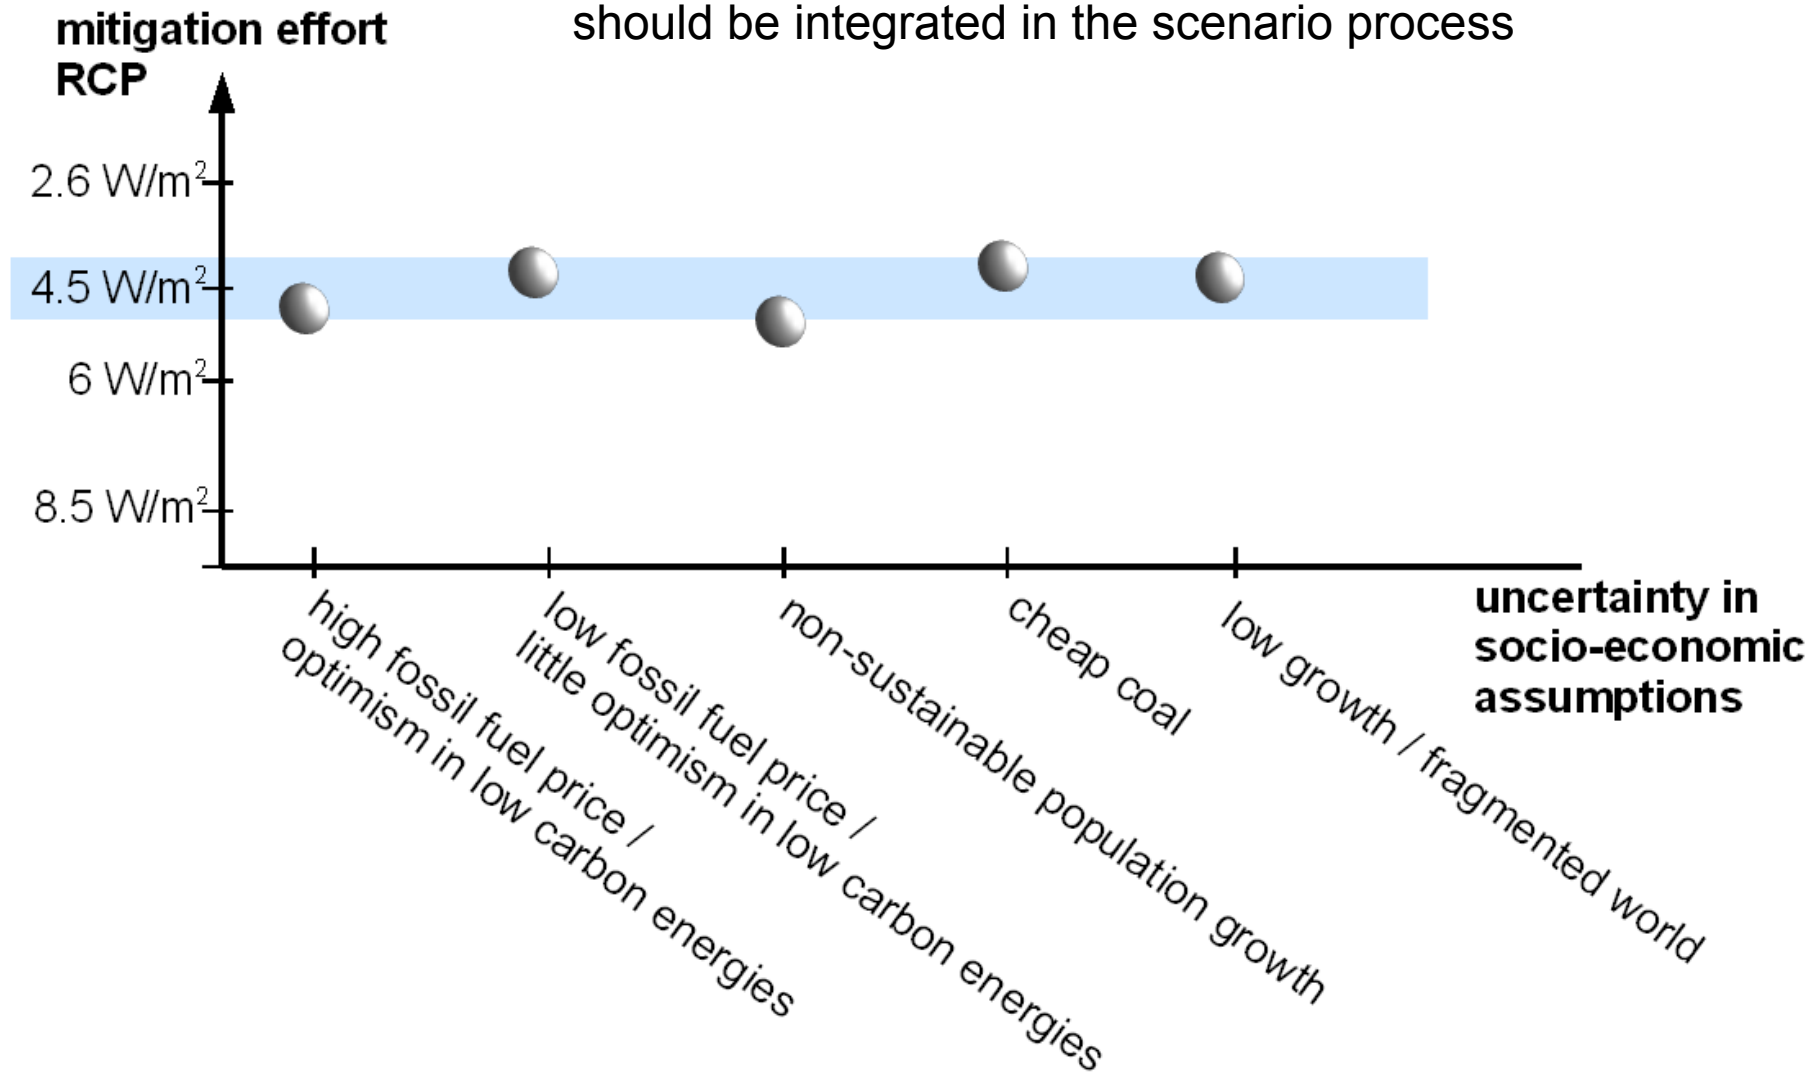 should be integrated in the scenario process
mitigation effort
RCP
2.6 W/m²
4.5 W/m²
6 W/m²
8.5 W/m²
high fossil fuel price /
optimism in low carbon energies
low fossil fuel price /
little optimism in low carbon energies
non-sustainable population growth
cheap coal
low growth / fragmented world
uncertainty in
socio-economic
assumptions